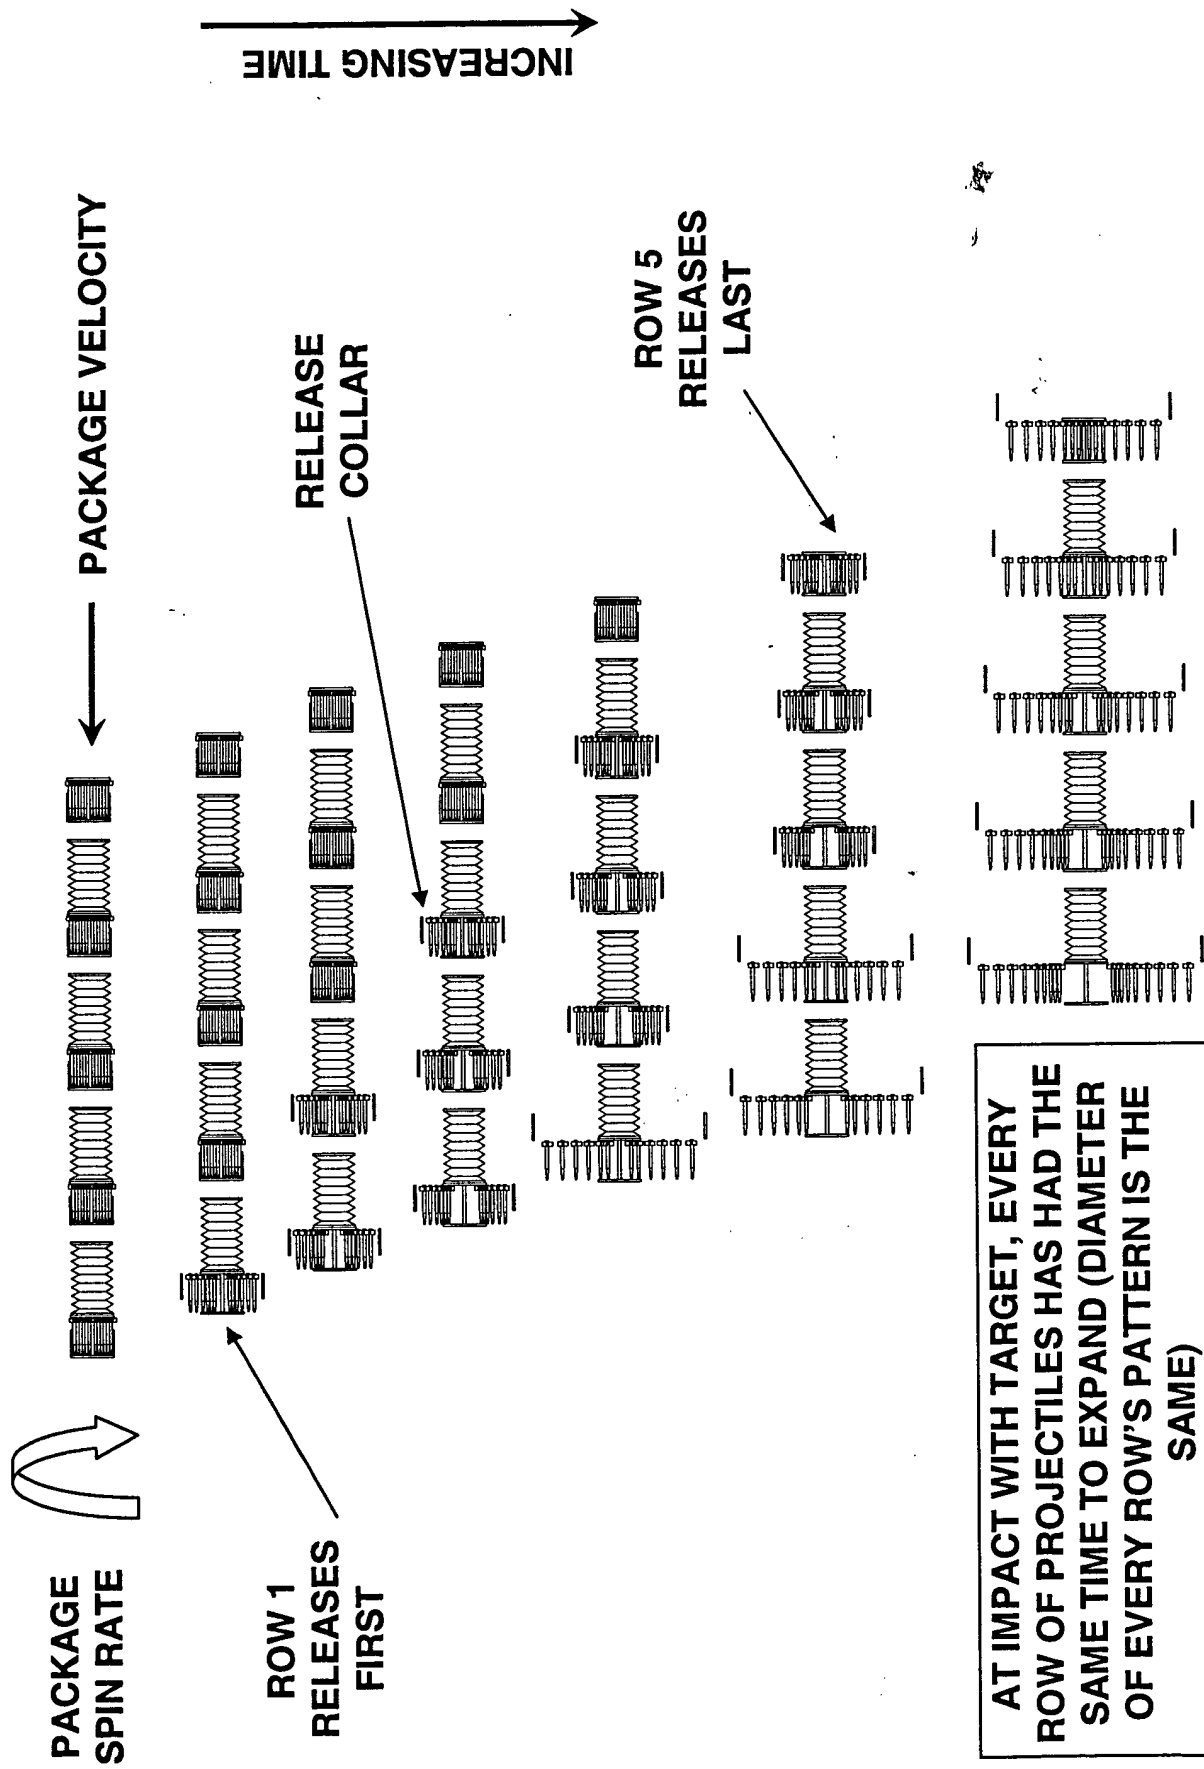 PACKAGE
SPIN RATE
PACKAGE VELOCITY
INCREASING TIME
ROW 1
RELEASES
FIRST
RELEASE
COLLAR
ROW 5
RELEASES
LAST
AT IMPACT WITH TARGET, EVERY
ROW OF PROJECTILES HAS HAD THE
SAME TIME TO EXPAND (DIAMETER
OF EVERY ROW'S PATTERN IS THE
SAME)